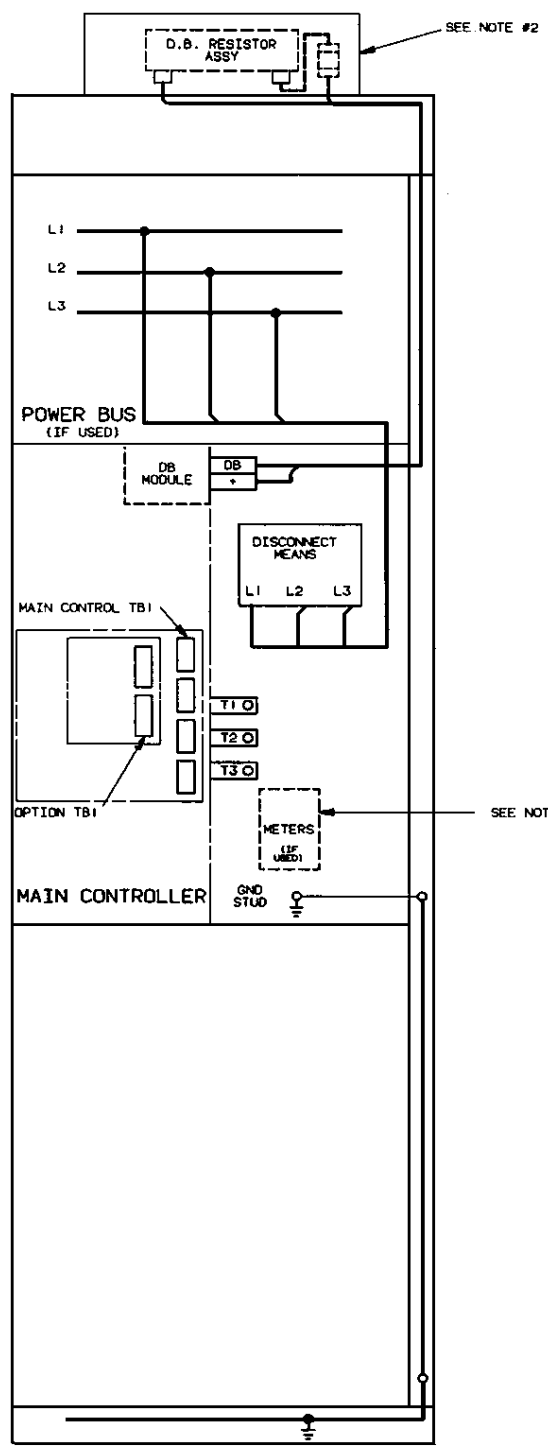 D.B. RESISTOR
ASSY
SEE NOTE #2
L1
L2
L3
POWER BUS
(IF USED)
DB
MODULE
DB
+
DISCONNECT
MEANS
L1 L2 L3
MAIN CONTROL TB1
T1
T2
T3
OPTION TB1
METERS
(IF
USED)
SEE NOT
MAIN CONTROLLER
GND
STUD